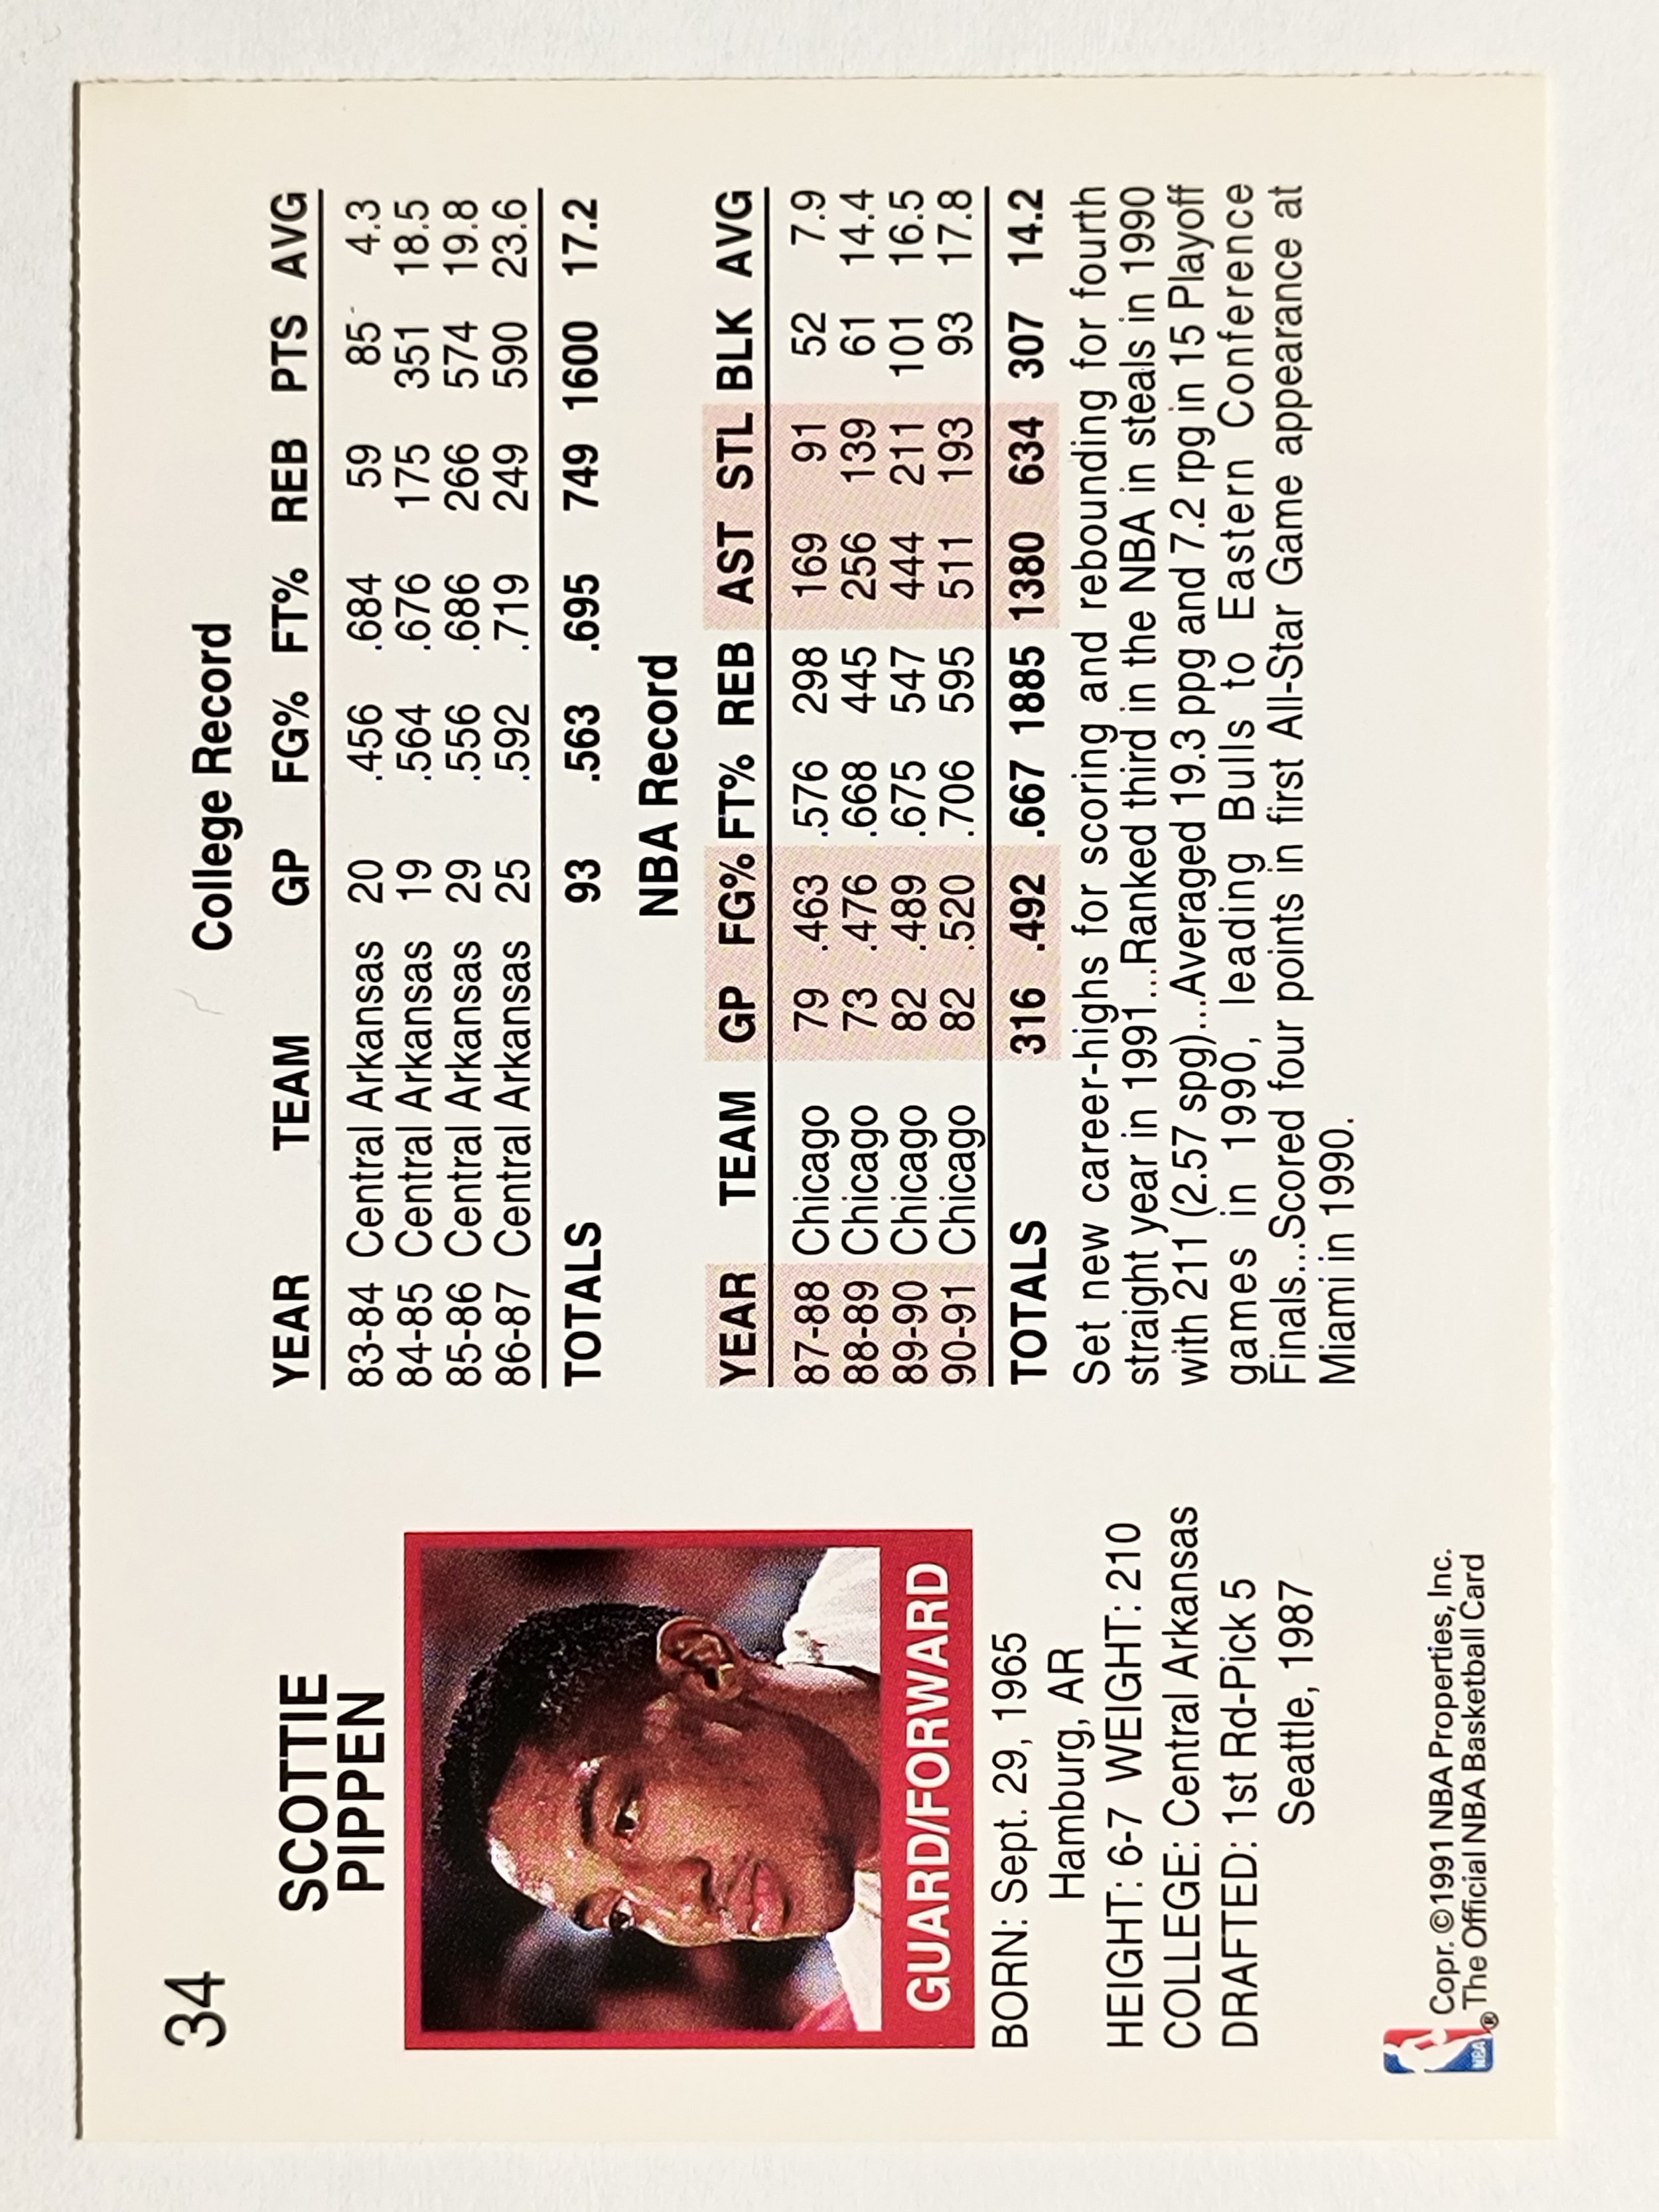 34
SCOTTIE
PIPPEN
GUARD/FORWARD
BORN: Sept. 29, 1965
Hamburg, AR
HEIGHT: 6-7 WEIGHT: 210
COLLEGE: Central Arkansas
DRAFTED: 1st Rd-Pick 5
Seattle, 1987
NBA
®
Copr. © 1991 NBA Properties, Inc.
The Official NBA Basketball Card
College Record
YEAR TEAM GP FG% FT% REB PTS AVG
83-84 Central Arkansas 20 .456 .684 59 85 4.3
84-85 Central Arkansas 19 .564 .676 175 351 18.5
85-86 Central Arkansas 29 .556 .686 266 574 19.8
86-87 Central Arkansas 25 .592 .719 249 590 23.6
TOTALS 93 .563 .695 749 1600 17.2
NBA Record
YEAR TEAM GP FG% FT% REB AST STL BLK AVG
87-88 Chicago 79 .463 .576 298 169 91 52 7.9
88-89 Chicago 73 .476 .668 445 256 139 61 14.4
89-90 Chicago 82 .489 .675 547 444 211 101 16.5
90-91 Chicago 82 .520 .706 595 511 193 93 17.8
TOTALS 316 .492 .667 1885 1380 634 307 14.2
Set new career-highs for scoring and rebounding for fourth
straight year in 1991...Ranked third in the NBA in steals in 1990
with 211 (2.57 spg)...Averaged 19.3 ppg and 7.2 rpg in 15 Playoff
games in 1990, leading Bulls to Eastern Conference
Finals...Scored four points in first All-Star Game appearance at
Miami in 1990.